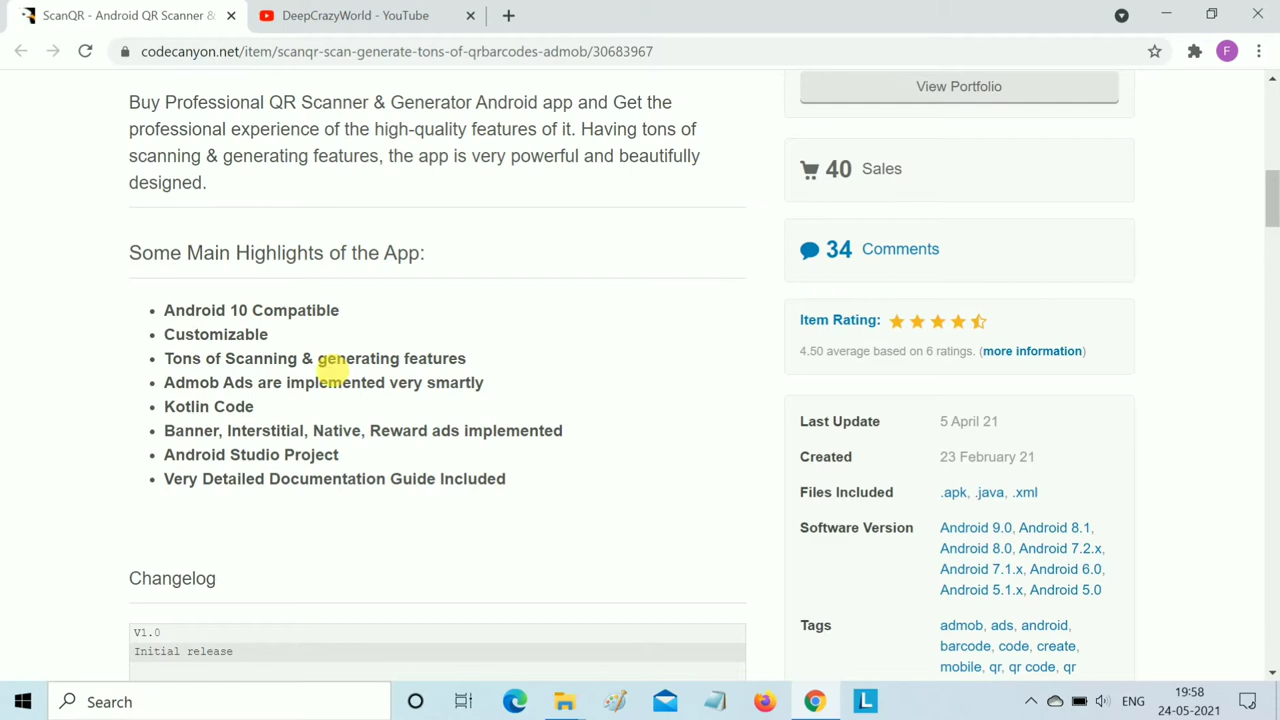 ScanQR - Android QR Scanner &
DeepCrazyWorld - YouTube
codecanyon.net/item/scanqr-scan-generate-tons-of-qrbarcodes-admob/30683967
F
Buy Professional QR Scanner & Generator Android app and Get the
professional experience of the high-quality features of it. Having tons of
scanning & generating features, the app is very powerful and beautifully
designed.
Some Main Highlights of the App:
Android 10 Compatible
Customizable
Tons of Scanning & generating features
Admob Ads are implemented very smartly
Kotlin Code
Banner, Interstitial, Native, Reward ads implemented
Android Studio Project
Very Detailed Documentation Guide Included
Changelog
V1.0
Initial release
View Portfolio
40 Sales
34 Comments
Item Rating:
4.50 average based on 6 ratings. (more information)
Last Update 5 April 21
Created 23 February 21
Files Included .apk, .java, .xml
Software Version Android 9.0, Android 8.1,
Android 8.0, Android 7.2.x,
Android 7.1.x, Android 6.0,
Android 5.1.x, Android 5.0
Tags admob, ads, android,
barcode, code, create,
mobile, qr, qr code, qr
Search
L
ENG
19:58
24-05-2021